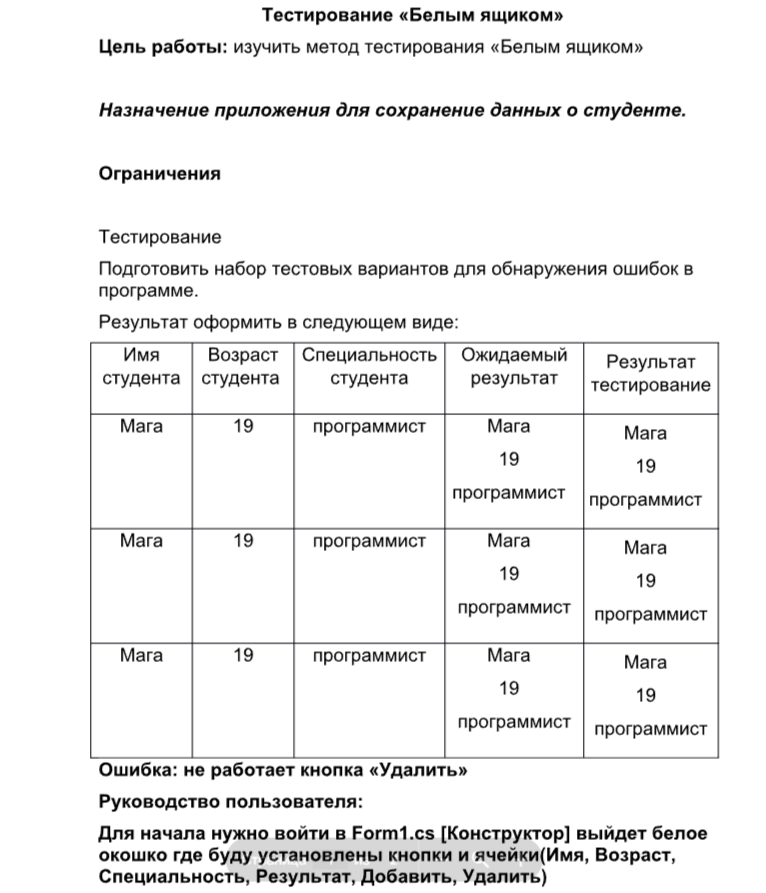 Тестирование «Белым ящиком»
Цель работы: изучить метод тестирования «Белым ящиком»
Назначение приложения для сохранение данных о студенте.
Ограничения
Тестирование
Подготовить набор тестовых вариантов для обнаружения ошибок в
программе.
Результат оформить в следующем виде:
Имя студента Возраст студента Специальность студента Ожидаемый результат Результат тестирование
Мага 19 программист Мага 19 программист Мага 19 программист
Мага 19 программист Мага 19 программист Мага 19 программист
Мага 19 программист Мага 19 программист Мага 19 программист
Ошибка: не работает кнопка «Удалить»
Руководство пользователя:
Для начала нужно войти в Form1.cs [Конструктор] выйдет белое
окошко где буду установлены кнопки и ячейки(Имя, Возраст,
Специальность, Результат, Добавить, Удалить)